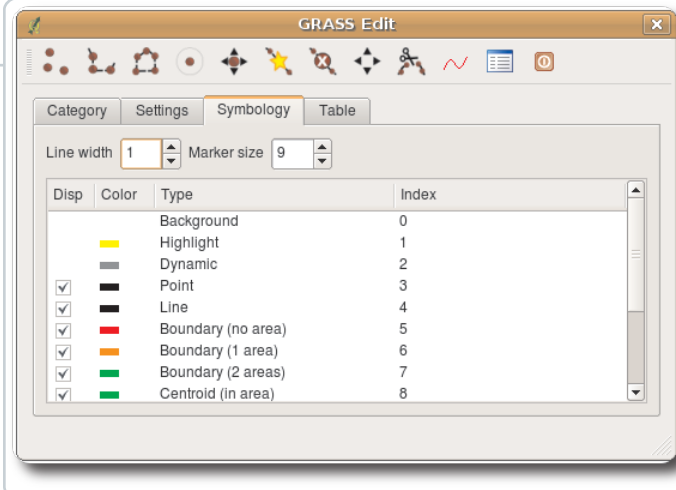 GRASS Edit
Category Settings Symbology Table
Line width 1 Marker size 9
Disp Color Type Index
Background 0
Highlight 1
Dynamic 2
Point 3
Line 4
Boundary (no area) 5
Boundary (1 area) 6
Boundary (2 areas) 7
Centroid (in area) 8